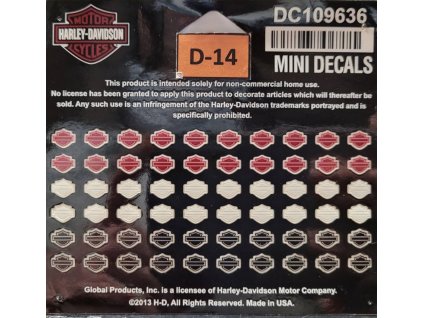 MOTOR
HARLEY-DAVIDSON
CYCLES
D-14
DC109636
MINI DECALS
This product is intended solely for non-commercial home use.
No license has been granted to apply this product to decorate articles which will thereafter be
sold. Any such use is an infringement of the Harley-Davidson trademarks portrayed and is
specifically prohibited.
Global Products, Inc. is a licensee of Harley-Davidson Motor Company.
©2013 H-D, All Rights Reserved. Made in USA.